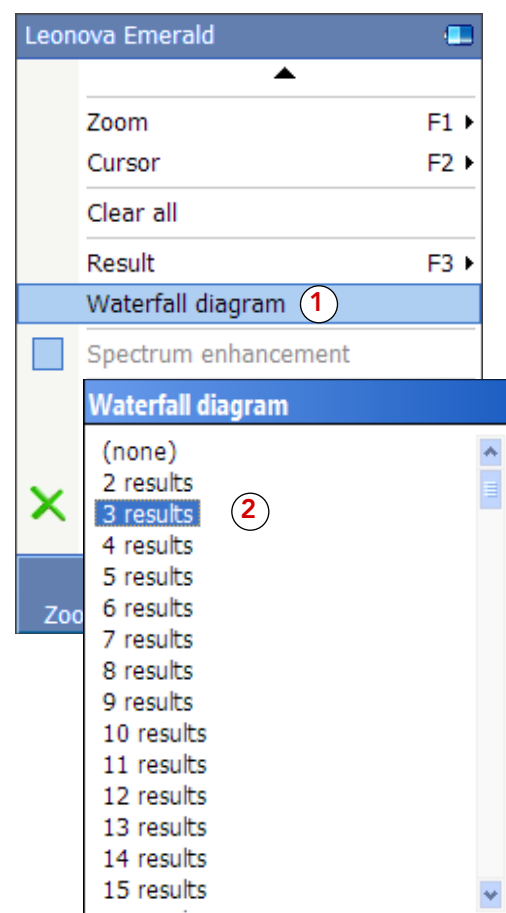 Leonova Emerald
Zoom F1
Cursor F2
Clear all
Result F3
Waterfall diagram 1
Spectrum enhancement
Waterfall diagram
(none)
2 results
3 results 2
4 results
5 results
6 results
Zoo
7 results
8 results
9 results
10 results
11 results
12 results
13 results
14 results
15 results